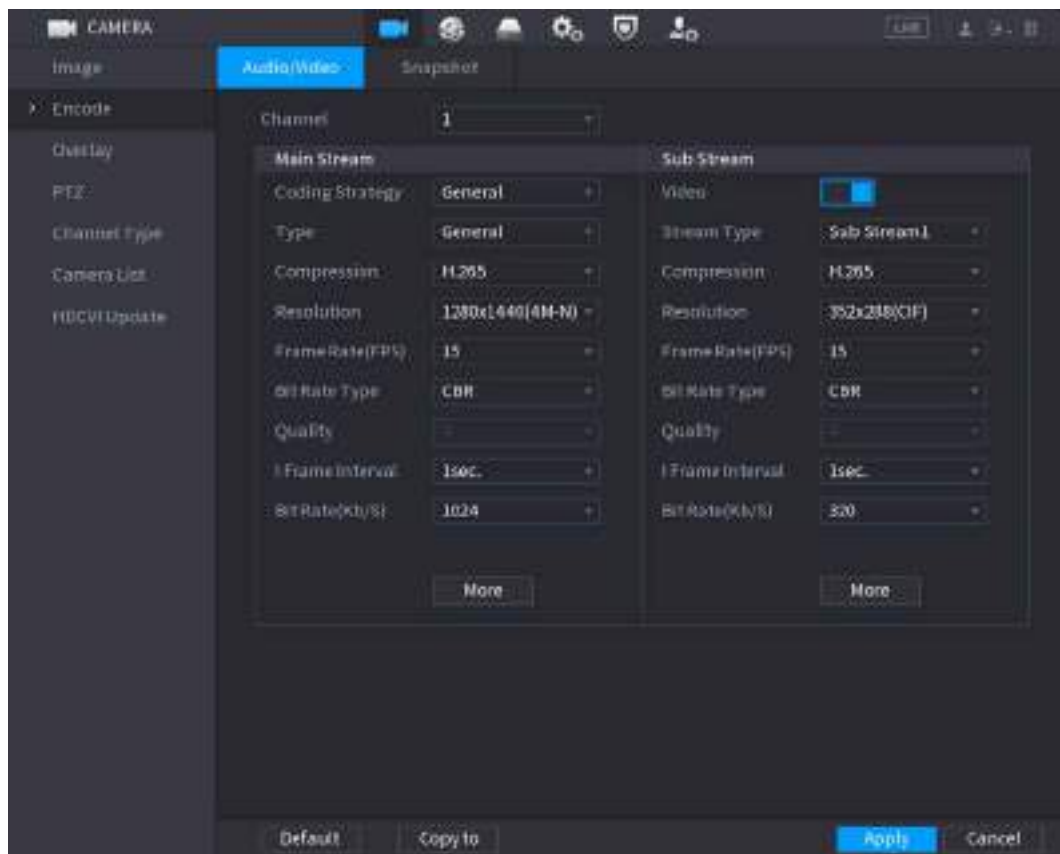 CAMERA LIVE
Image
Encode
Overlay
PTZ
Channel Type
Camera List
HDCVI Update
Audio/Video Snapshot
Channel 1
Main Stream Sub Stream
Coding Strategy General Video
Type General Stream Type Sub Stream1
Compression H.265 Compression H.265
Resolution 1280x1440(4M-N) Resolution 352x288(CIF)
Frame Rate(FPS) 15 Frame Rate(FPS) 15
Bit Rate Type CBR Bit Rate Type CBR
Quality Quality
I Frame Interval 1sec. I Frame Interval 1sec.
Bit Rate(Kb/S) 1024 Bit Rate(Kb/S) 320
More More
Default Copy to Apply Cancel